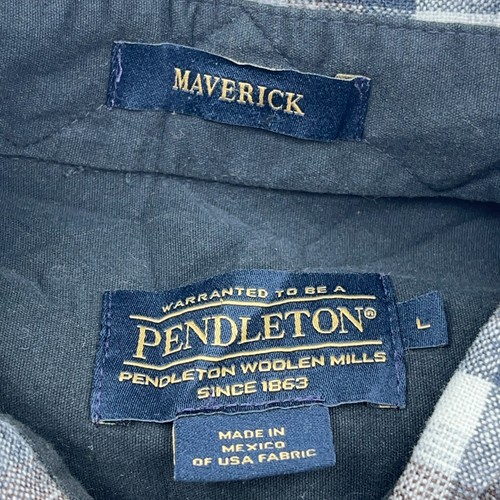 MAVERICK
WARRANTED TO BE A
PENDLETON®
PENDLETON WOOLEN MILLS
SINCE 1863
L
MADE IN
MEXICO
OF USA FABRIC